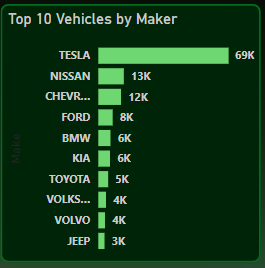 Top 10 Vehicles by Maker
TESLA 69K
NISSAN 13K
CHEVR... 12K
FORD 8K
BMW 6K
KIA 6K
TOYOTA 5K
VOLKS... 4K
VOLVO 4K
JEEP 3K
Make